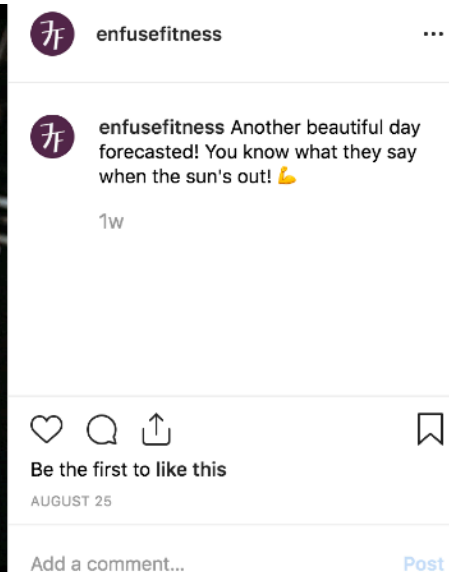 enfusefitness
enfusefitness Another beautiful day
forecasted! You know what they say
when the sun's out! 💪
1w
Be the first to like this
AUGUST 25
Add a comment...
Post